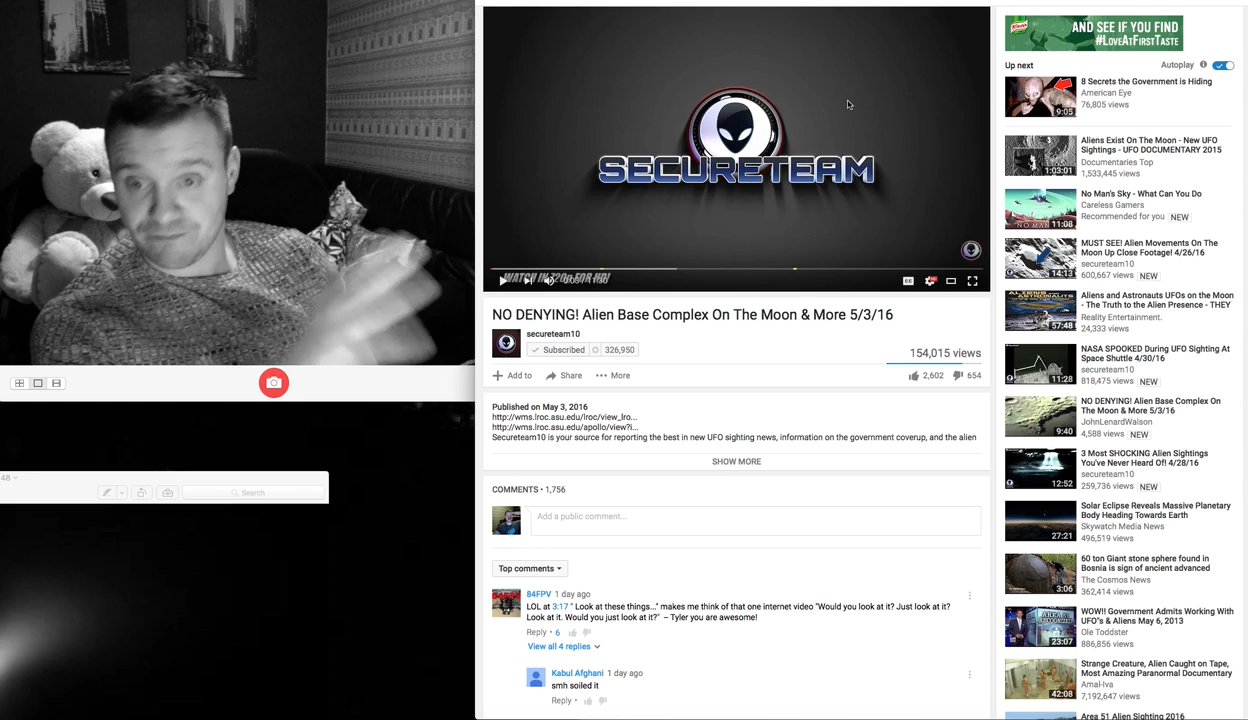 48
Search
SECURETEAM
WATCH IN 720p FOR HD!
NO DENYING! Alien Base Complex On The Moon & More 5/3/16
secureteam10
Subscribed 326,950
154,015 views
Add to Share More
2,602 654
Published on May 3, 2016
http://wms.lroc.asu.edu/lroc/view_lro...
http://wms.lroc.asu.edu/apollo/view?i...
Secureteam10 is your source for reporting the best in new UFO sighting news, information on the government coverup, and the alien
SHOW MORE
COMMENTS • 1,756
Add a public comment...
Top comments
84FPV 1 day ago
LOL at 3:17 " Look at these things..." makes me think of that one internet video "Would you look at it? Just look at it?
Look at it. Would you just look at it?" – Tyler you are awesome!
Reply • 6
View all 4 replies
Kabul Afghani 1 day ago
smh soiled it
Reply •
Knorr
AND SEE IF YOU FIND
#LOVEATFIRSTTASTE
Up next
Autoplay
8 Secrets the Government is Hiding
American Eye
76,805 views
9:05
Aliens Exist On The Moon - New UFO
Sightings - UFO DOCUMENTARY 2015
Documentaries Top
1,533,445 views
1:03:01
No Man's Sky - What Can You Do
Careless Gamers
Recommended for you NEW
11:08
MUST SEE! Alien Movements On The
Moon Up Close Footage! 4/26/16
secureteam10
600,667 views NEW
14:13
Aliens and Astronauts UFOs on the Moon
- The Truth to the Alien Presence - THEY
Reality Entertainment.
24,333 views
57:48
NASA SPOOKED During UFO Sighting At
Space Shuttle 4/30/16
secureteam10
818,475 views NEW
11:28
NO DENYING! Alien Base Complex On
The Moon & More 5/3/16
JohnLenardWalson
4,588 views NEW
9:40
3 Most SHOCKING Alien Sightings
You've Never Heard Of! 4/28/16
secureteam10
259,736 views NEW
12:52
Solar Eclipse Reveals Massive Planetary
Body Heading Towards Earth
Skywatch Media News
496,519 views
27:21
60 ton Giant stone sphere found in
Bosnia is sign of ancient advanced
The Cosmos News
362,414 views
3:06
WOW!! Government Admits Working With
UFO"s & Aliens May 6, 2013
Ole Toddster
886,856 views
23:07
Strange Creature, Alien Caught on Tape,
Most Amazing Paranormal Documentary
Amal-Iva
7,192,647 views
42:08
Area 51 Alien Sighting 2016